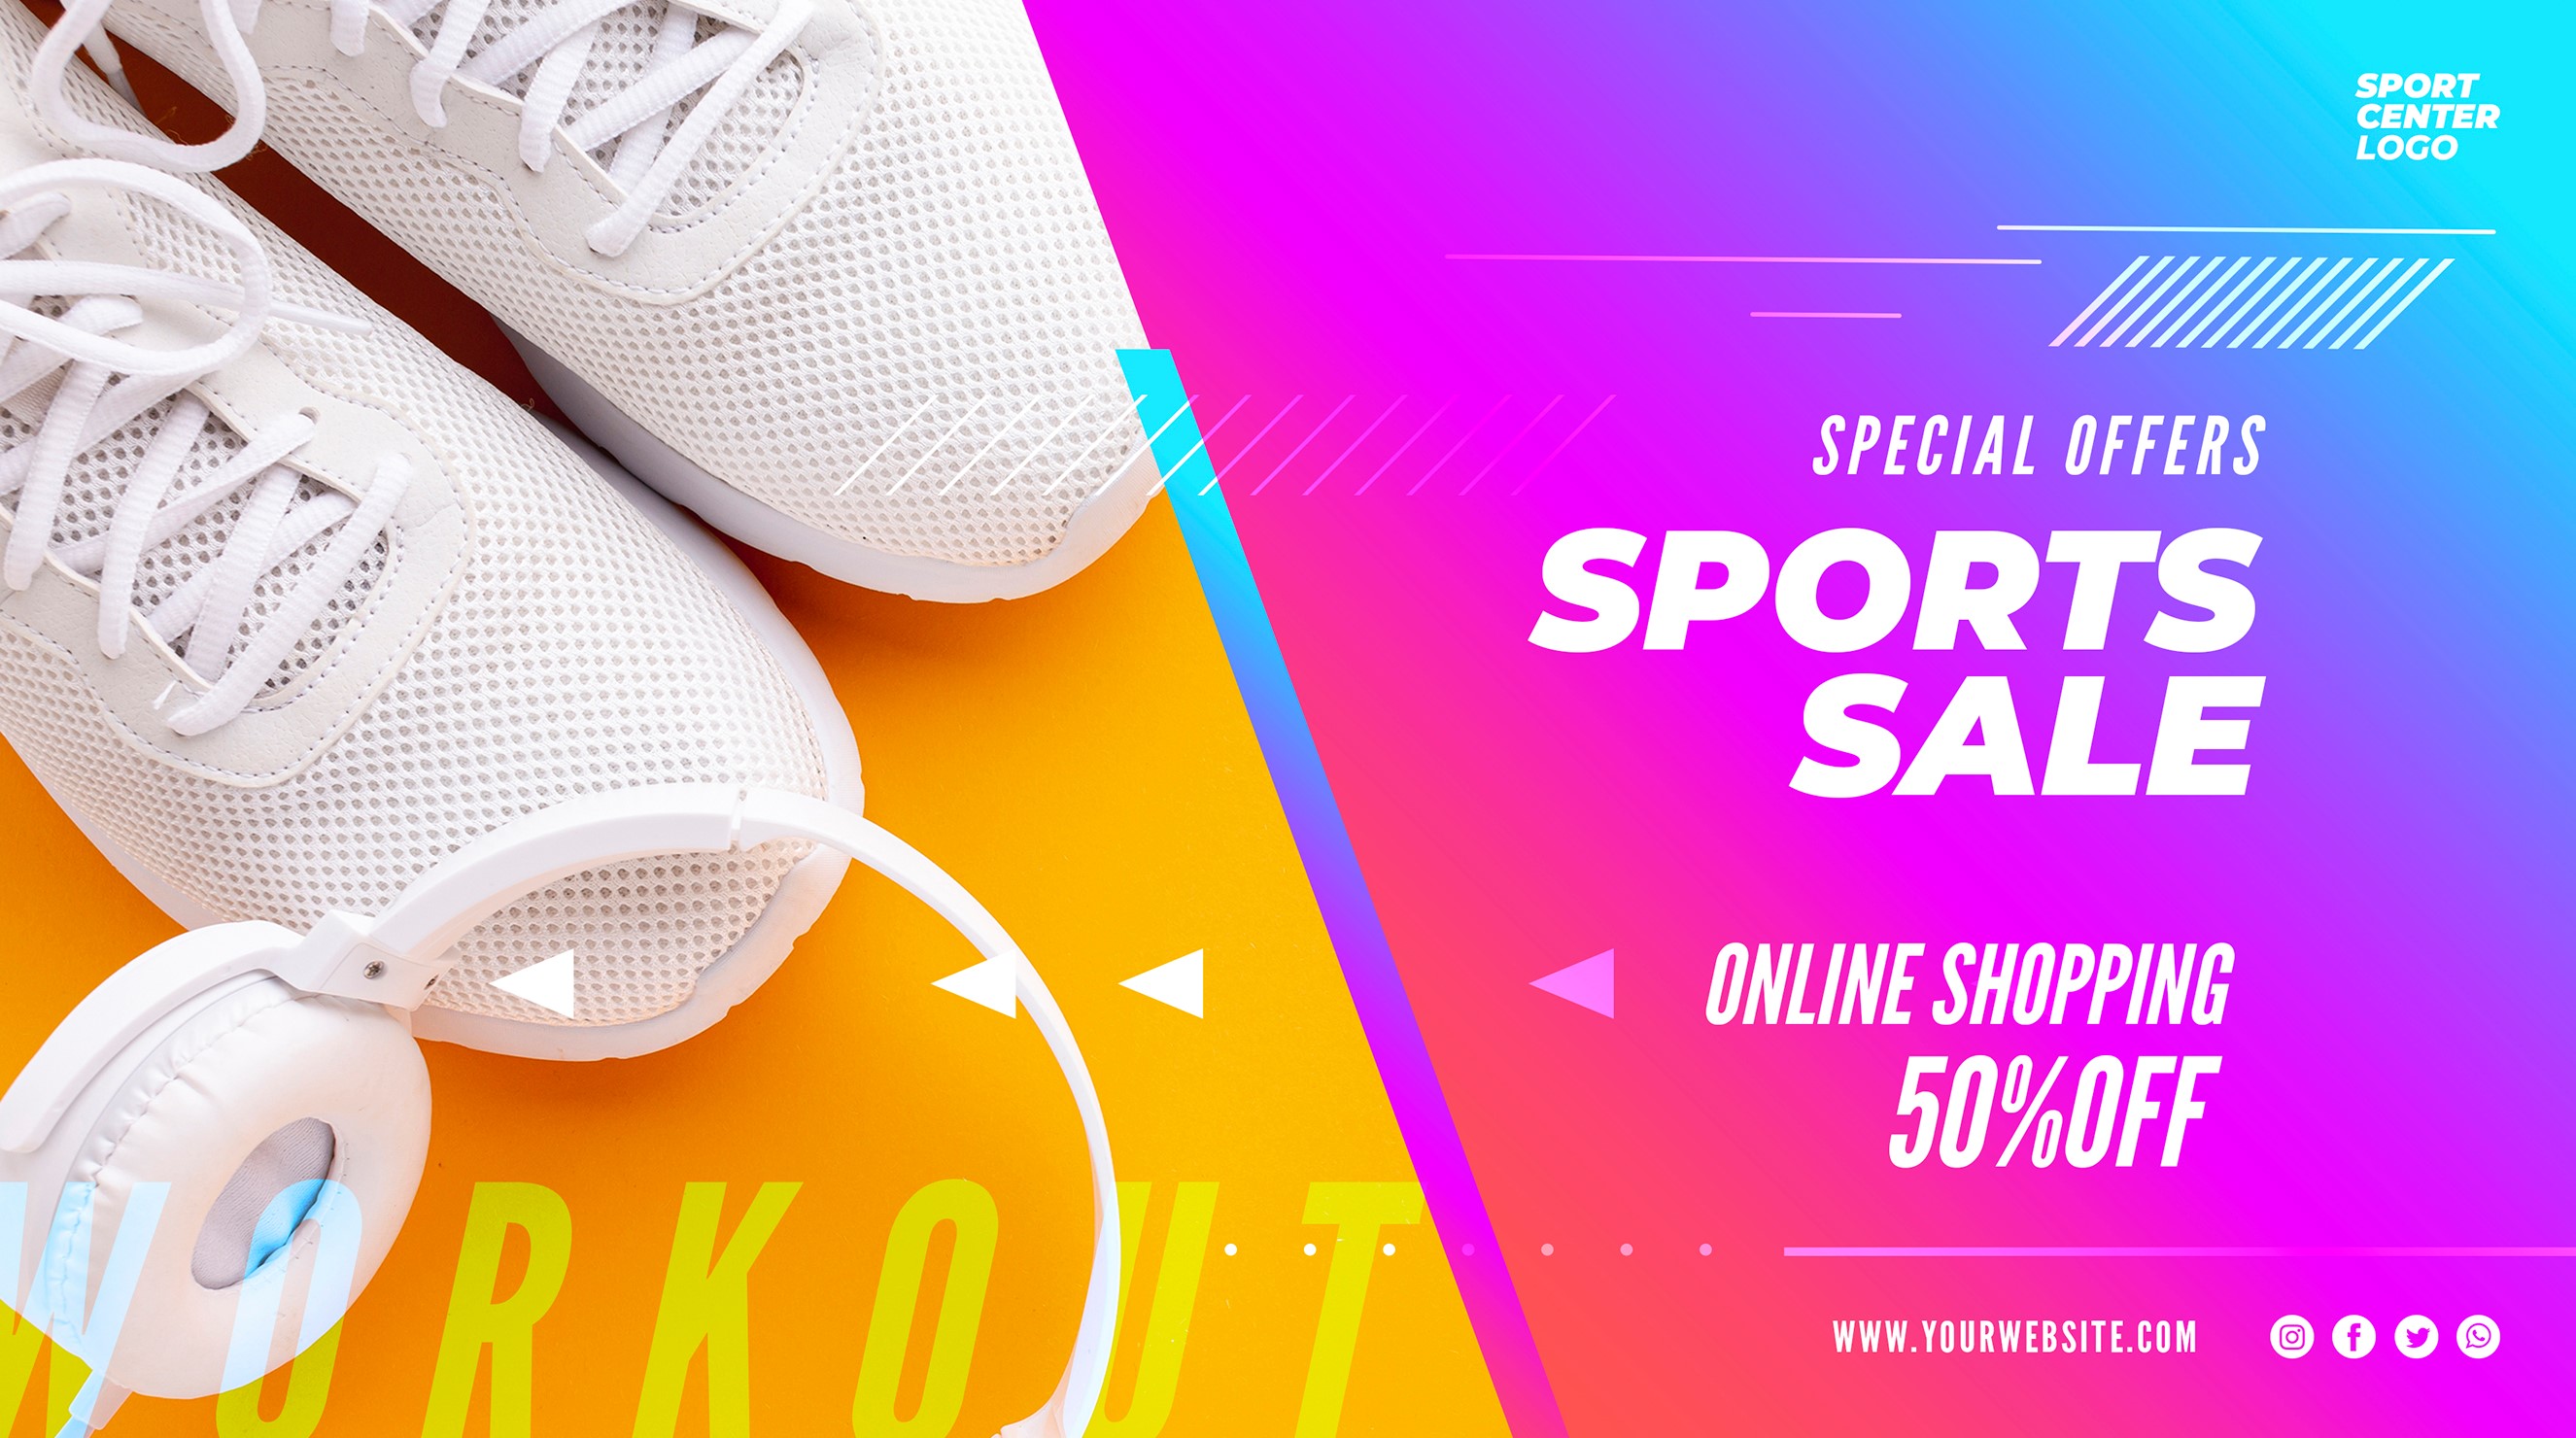 SPORT
CENTER
LOGO
SPECIAL OFFERS
SPORTS
SALE
ONLINE SHOPPING
50%OFF
WORKOUT
WWW.YOURWEBSITE.COM